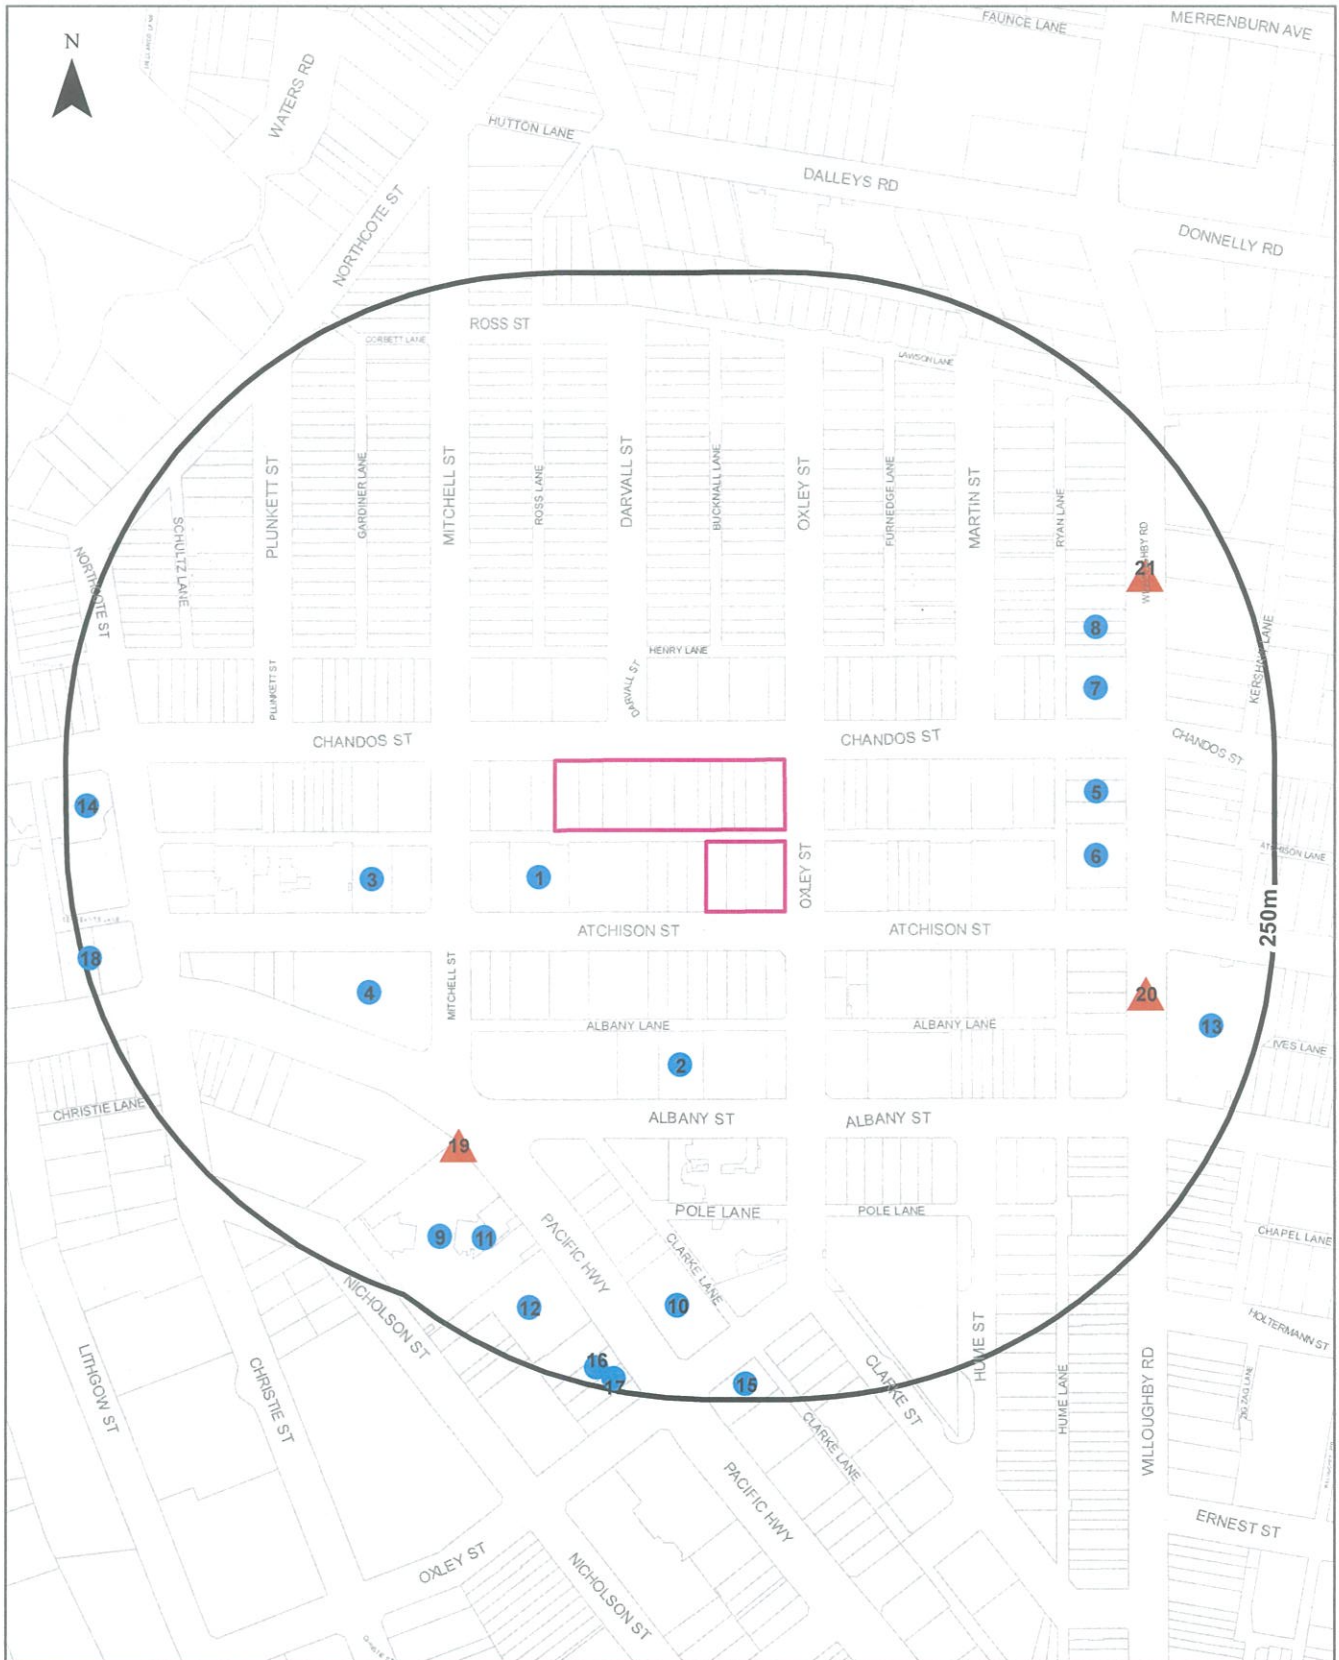 FAUNCE LANE
MERRENBURN AVE
N
WATERS RD
HUTTON LANE
DALLEYS RD
NORTHCOTE ST
DONNELLY RD
ROSS ST
CORBETT LANE
LAWSON LANE
PLUNKETT ST
GARDINER LANE
MITCHELL ST
ROSS LANE
DARVALL ST
BUCKNALL LANE
OXLEY ST
FURNEDGE LANE
MARTIN ST
RYAN LANE
SCHULTZ LANE
NORTHCOTE ST
21
8
HENRY LANE
KERSHAW LANE
PLUNKETT ST
DARVALL ST
7
CHANDOS ST
CHANDOS ST
CHANDOS ST
14
5
6
ATCHISON LANE
3
1
OXLEY ST
250m
ATCHISON ST
ATCHISON ST
18
4
MITCHELL ST
20
ALBANY LANE
ALBANY LANE
13
IVES LANE
2
CHRISTIE LANE
ALBANY ST
ALBANY ST
19
POLE LANE
POLE LANE
9
11
PACIFIC HWY
CLARKE LANE
CHAPEL LANE
12
10
NICHOLSON ST
HUME ST
HOLTERMANN ST
16
17
15
CLARKE ST
LITHGOW ST
CHRISTIE ST
HUME LANE
WILLOUGHBY RD
ZIG ZAG LANE
CLARKE LANE
PACIFIC HWY
ERNEST ST
OXLEY ST
NICHOLSON ST